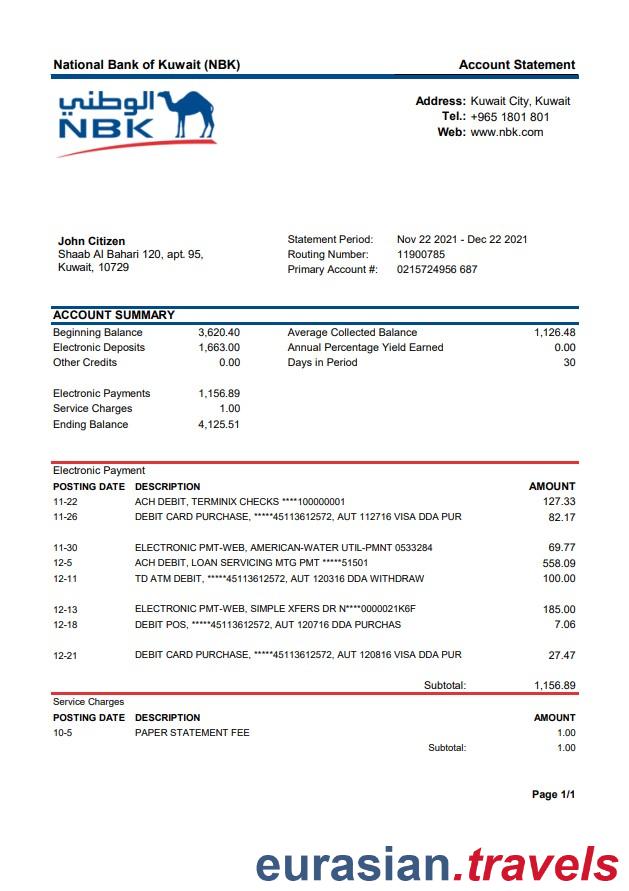 National Bank of Kuwait (NBK) Account Statement
الوطني
NBK
Address: Kuwait City, Kuwait
Tel.: +965 1801 801
Web: www.nbk.com
John Citizen
Shaab Al Bahari 120, apt. 95,
Kuwait, 10729
Statement Period: Nov 22 2021 - Dec 22 2021
Routing Number: 11900785
Primary Account #: 0215724956 687
ACCOUNT SUMMARY
Beginning Balance 3,620.40 Average Collected Balance 1,126.48
Electronic Deposits 1,663.00 Annual Percentage Yield Earned 0.00
Other Credits 0.00 Days in Period 30
Electronic Payments 1,156.89
Service Charges 1.00
Ending Balance 4,125.51
Electronic Payment
POSTING DATE DESCRIPTION AMOUNT
11-22 ACH DEBIT, TERMINIX CHECKS ****100000001 127.33
11-26 DEBIT CARD PURCHASE, *****45113612572, AUT 112716 VISA DDA PUR 82.17
11-30 ELECTRONIC PMT-WEB, AMERICAN-WATER UTIL-PMNT 0533284 69.77
12-5 ACH DEBIT, LOAN SERVICING MTG PMT *****51501 558.09
12-11 TD ATM DEBIT, *****45113612572, AUT 120316 DDA WITHDRAW 100.00
12-13 ELECTRONIC PMT-WEB, SIMPLE XFERS DR N****0000021K6F 185.00
12-18 DEBIT POS, *****45113612572, AUT 120716 DDA PURCHAS 7.06
12-21 DEBIT CARD PURCHASE, *****45113612572, AUT 120816 VISA DDA PUR 27.47
Subtotal: 1,156.89
Service Charges
POSTING DATE DESCRIPTION AMOUNT
10-5 PAPER STATEMENT FEE 1.00
Subtotal: 1.00
Page 1/1
eurasian.travels